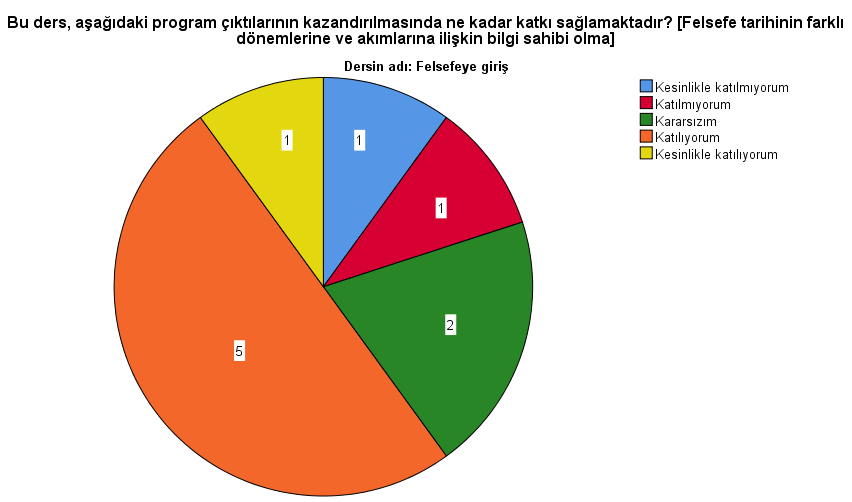 Bu ders, aşağıdaki program çıktılarının kazandırılmasında ne kadar katkı sağlamaktadır? [Felsefe tarihinin farklı
dönemlerine ve akımlarına ilişkin bilgi sahibi olma]
Dersin adı: Felsefeye giriş
Kesinlikle katılmıyorum
Katılmıyorum
Kararsızım
Katılıyorum
Kesinlikle katılıyorum
1
1
1
2
5